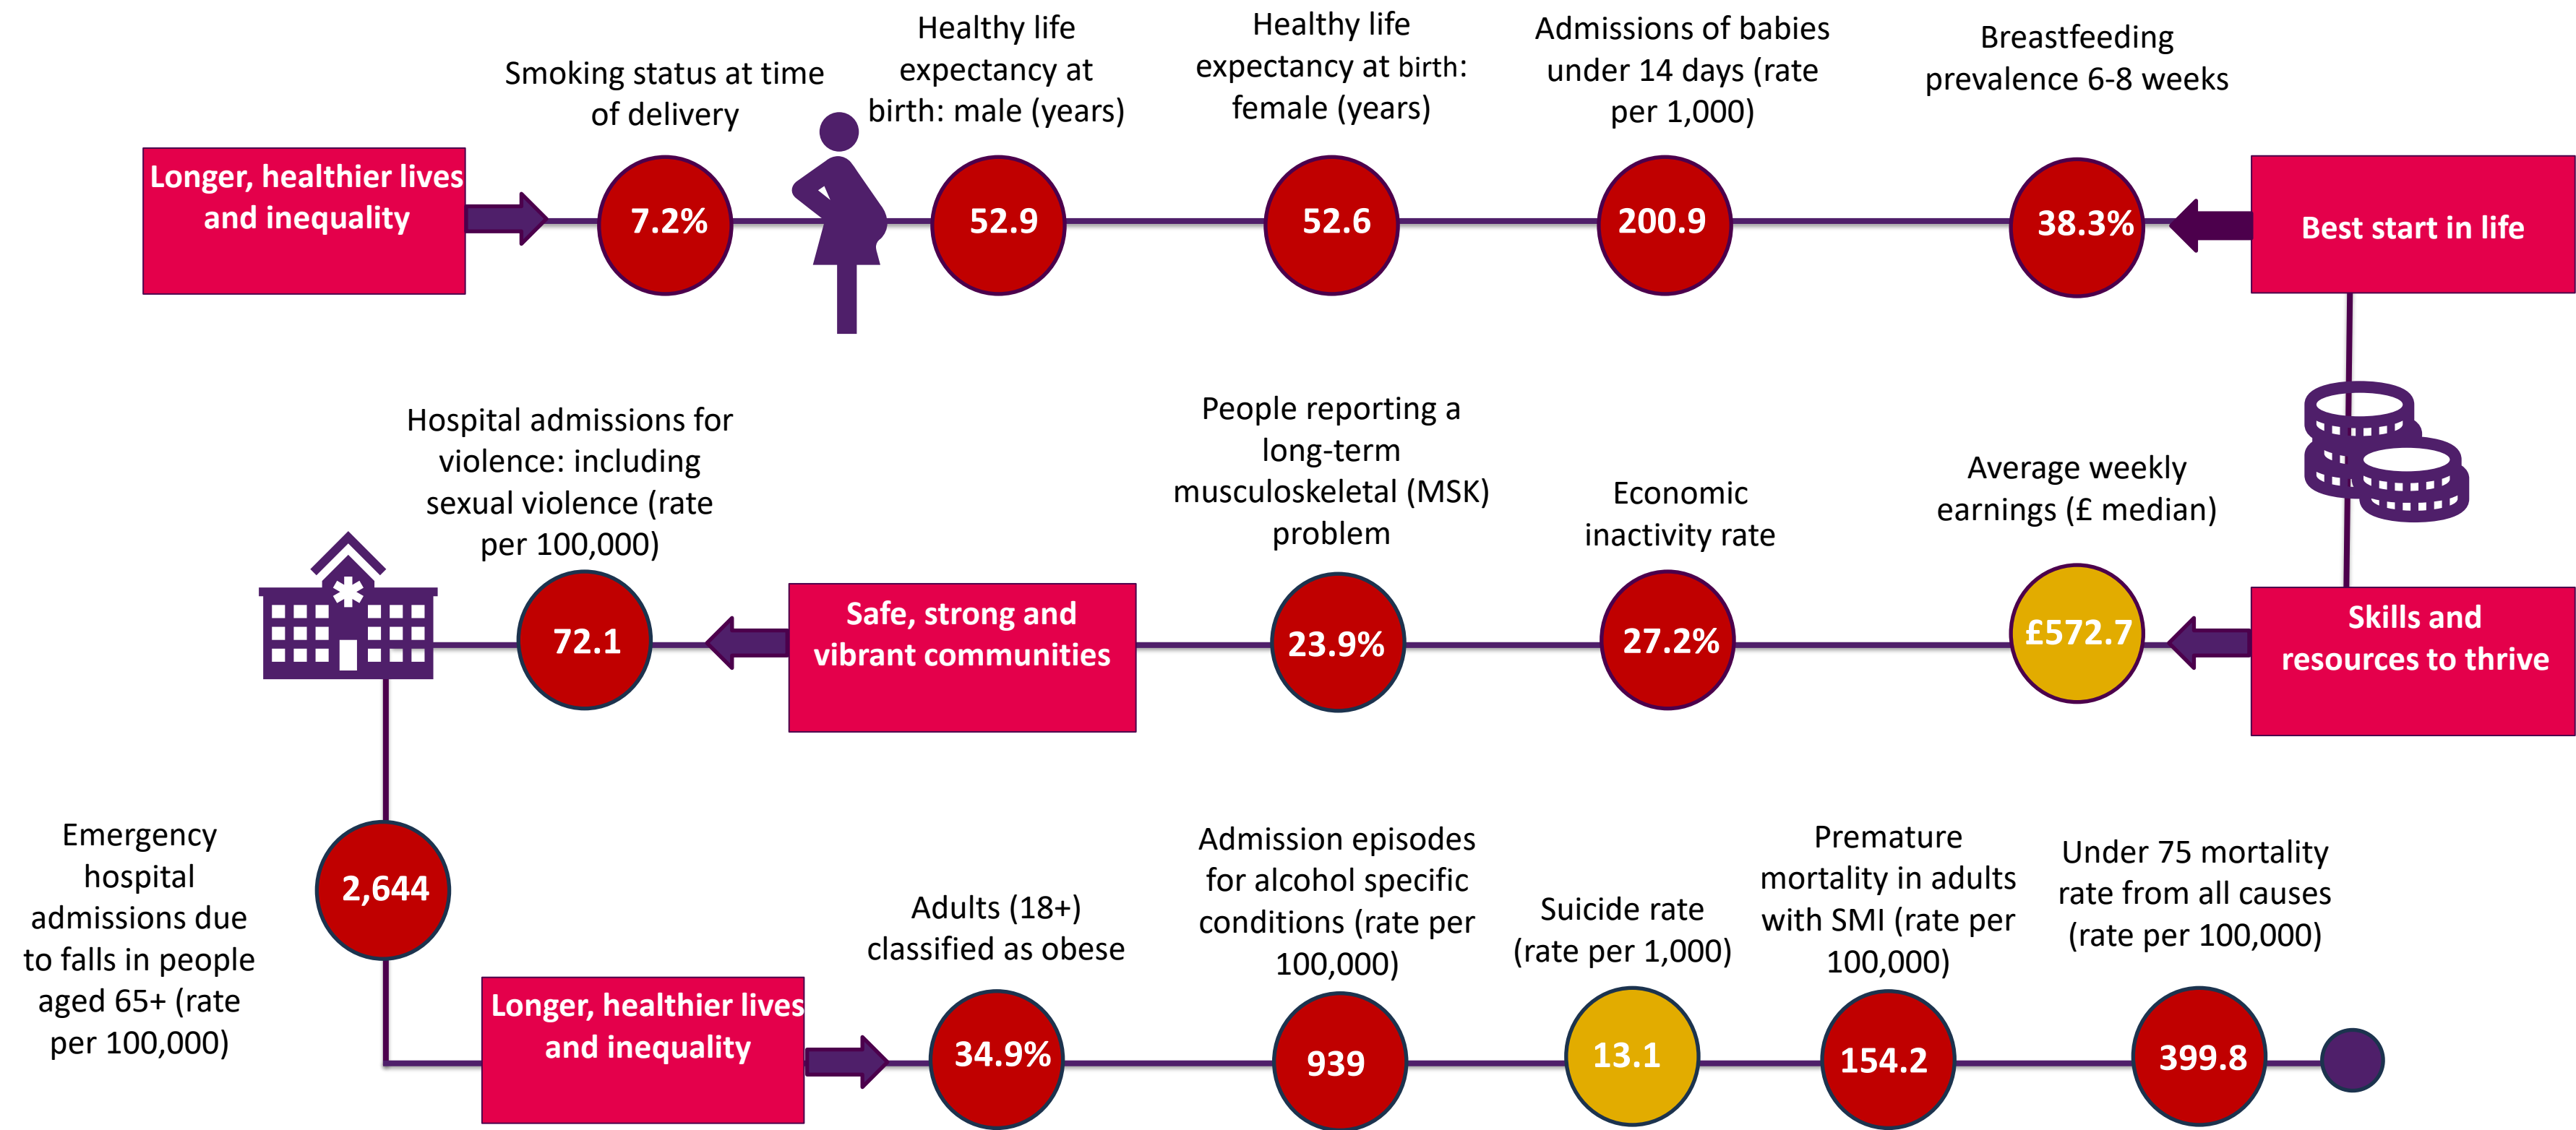 Longer, healthier lives
and inequality
Smoking status at time
of delivery
7.2%
Healthy life
expectancy at
birth: male (years)
52.9
Healthy life
expectancy at birth:
female (years)
52.6
Admissions of babies
under 14 days (rate
per 1,000)
200.9
Breastfeeding
prevalence 6-8 weeks
38.3%
Best start in life
Skills and
resources to thrive
Average weekly
earnings (£ median)
£572.7
Economic
inactivity rate
27.2%
People reporting a
long-term
musculoskeletal (MSK)
problem
23.9%
Safe, strong and
vibrant communities
Hospital admissions for
violence: including
sexual violence (rate
per 100,000)
72.1
Emergency
hospital
admissions due
to falls in people
aged 65+ (rate
per 100,000)
2,644
Longer, healthier lives
and inequality
Adults (18+)
classified as obese
34.9%
Admission episodes
for alcohol specific
conditions (rate per
100,000)
939
Suicide rate
(rate per 1,000)
13.1
Premature
mortality in adults
with SMI (rate per
100,000)
154.2
Under 75 mortality
rate from all causes
(rate per 100,000)
399.8